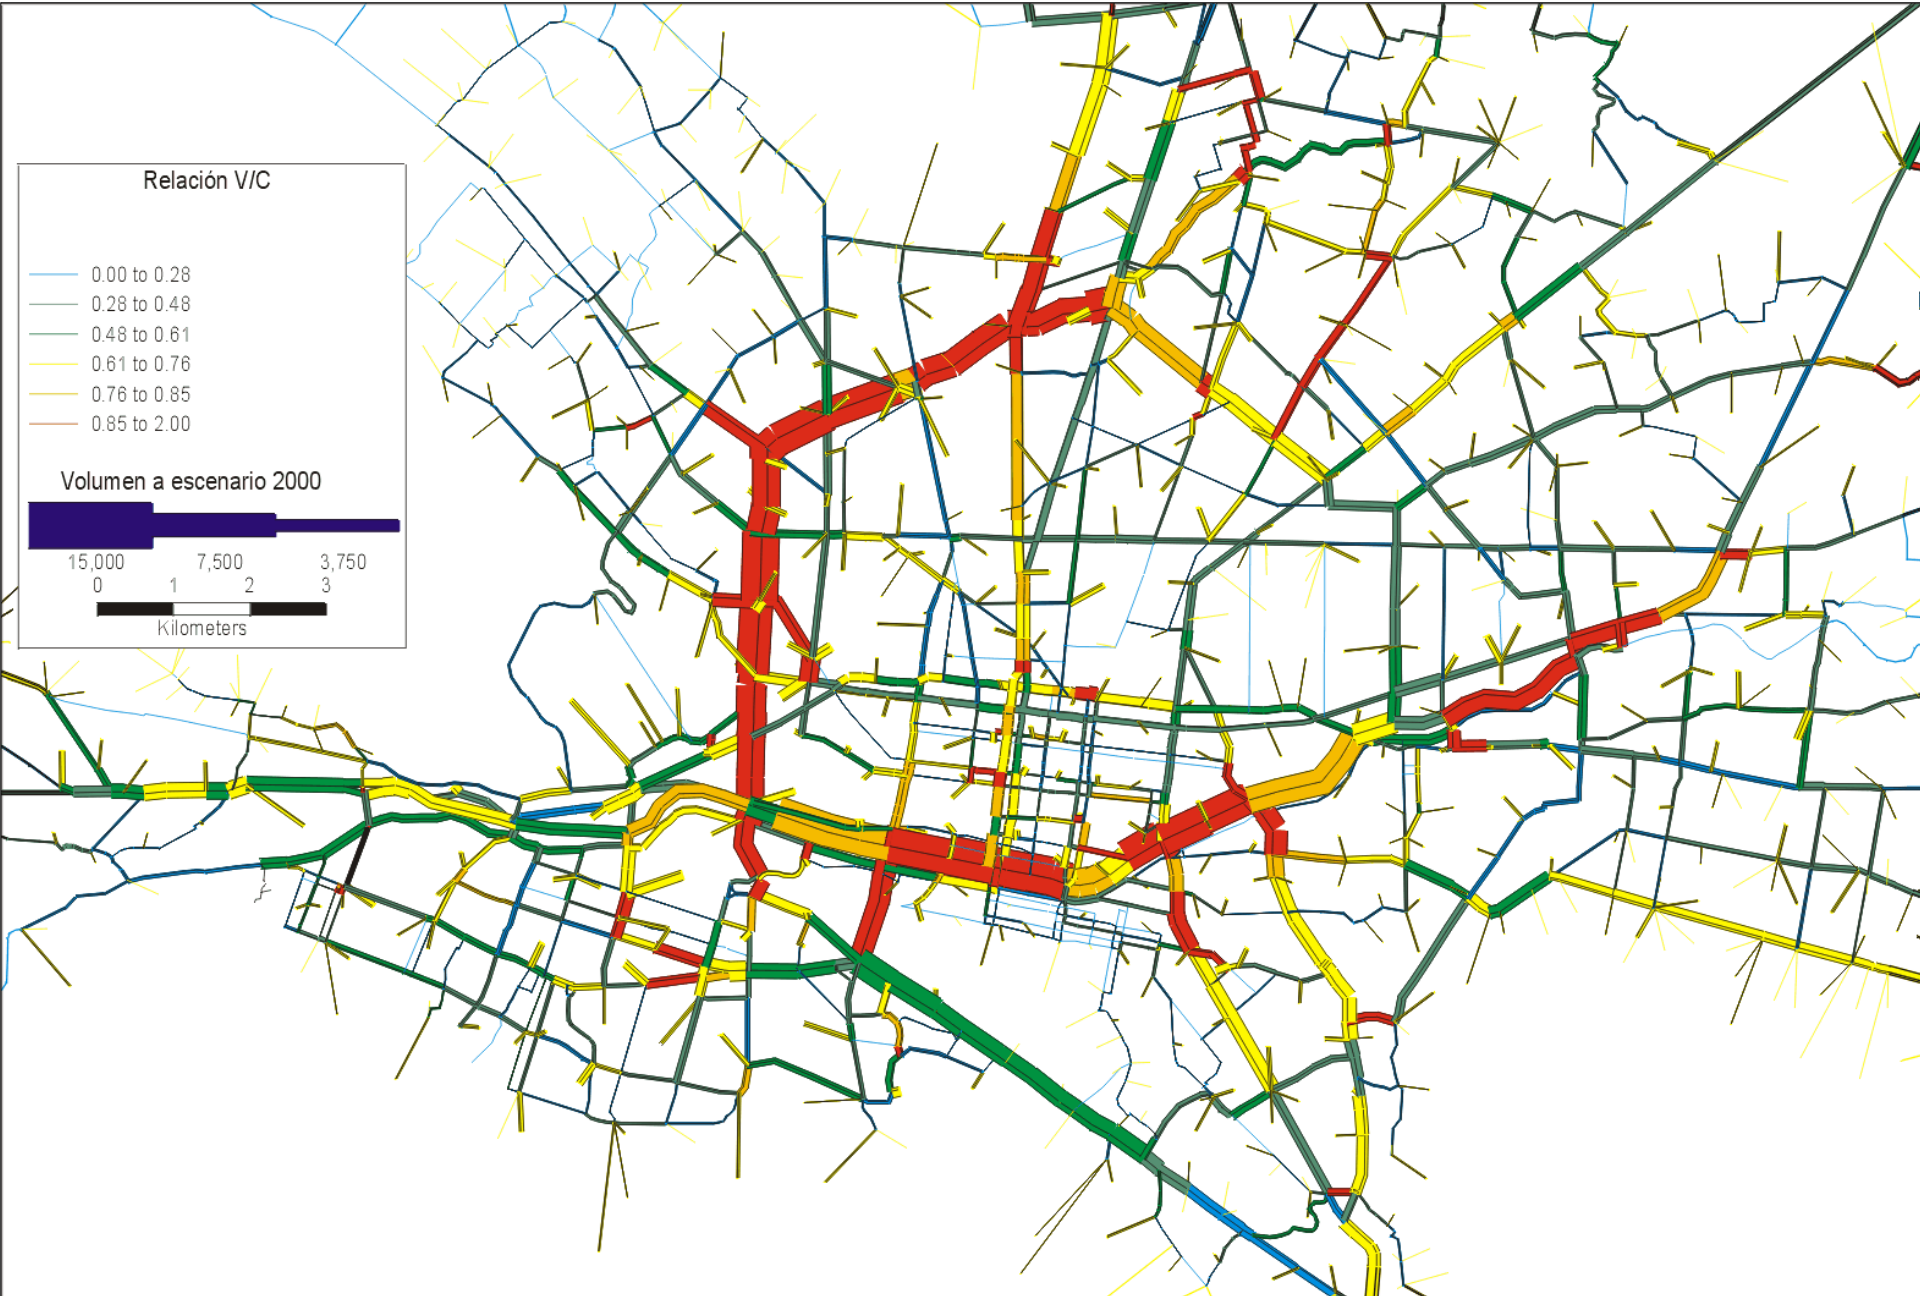 Relación V/C
0.00 to 0.28
0.28 to 0.48
0.48 to 0.61
0.61 to 0.76
0.76 to 0.85
0.85 to 2.00
Volumen a escenario 2000
15,000 7,500 3,750
0 1 2 3
Kilometers